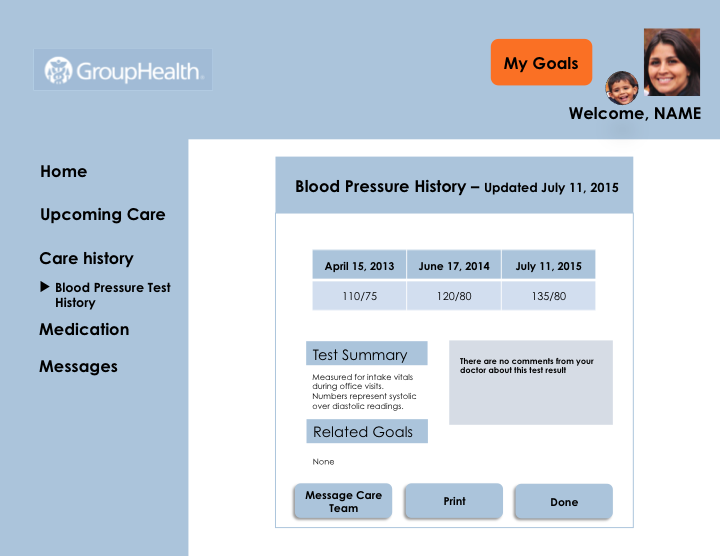 GroupHealth®
My Goals
Welcome, NAME
Home
Upcoming Care
Care history
Blood Pressure Test
History
Medication
Messages
Blood Pressure History – Updated July 11, 2015
April 15, 2013 June 17, 2014 July 11, 2015
110/75 120/80 135/80
Test Summary
Measured for intake vitals
during office visits.
Numbers represent systolic
over diastolic readings.
There are no comments from your
doctor about this test result
Related Goals
None
Message Care
Team
Print
Done